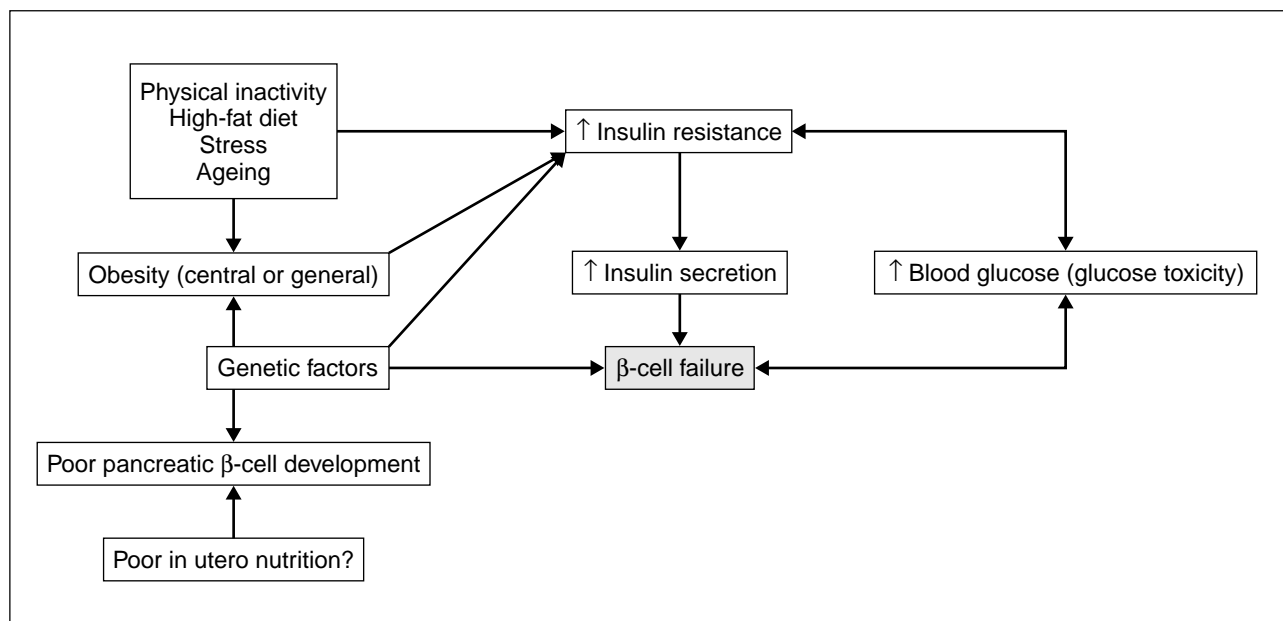 Physical inactivity
High-fat diet
Stress
Ageing
↑ Insulin resistance
Obesity (central or general)
↑ Insulin secretion
↑ Blood glucose (glucose toxicity)
Genetic factors
β-cell failure
Poor pancreatic β-cell development
Poor in utero nutrition?